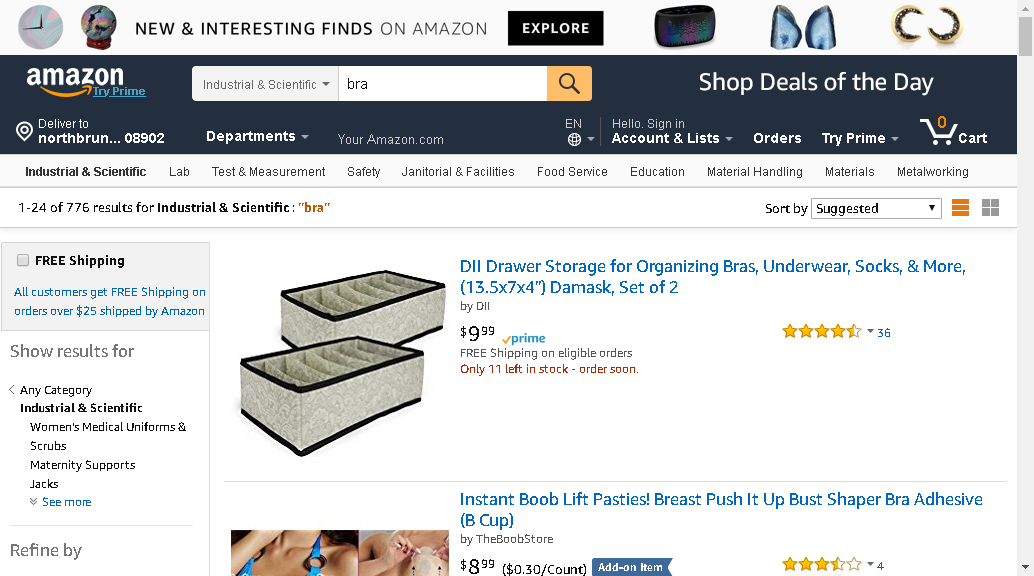 NEW & INTERESTING FINDS ON AMAZON EXPLORE
amazon
Try Prime
Industrial & Scientific bra
Shop Deals of the Day
Deliver to
northbrun... 08902
Departments
Your Amazon.com
EN
Hello. Sign in
Account & Lists
Orders
Try Prime
0
Cart
Industrial & Scientific Lab Test & Measurement Safety Janitorial & Facilities Food Service Education Material Handling Materials Metalworking
1-24 of 776 results for Industrial & Scientific : "bra"
Sort by Suggested
FREE Shipping
All customers get FREE Shipping on
orders over $25 shipped by Amazon
Show results for
Any Category
Industrial & Scientific
Women's Medical Uniforms &
Scrubs
Maternity Supports
Jacks
See more
Refine by
DII Drawer Storage for Organizing Bras, Underwear, Socks, & More,
(13.5x7x4") Damask, Set of 2
by DII
$9.99 prime
36
FREE Shipping on eligible orders
Only 11 left in stock - order soon.
Instant Boob Lift Pasties! Breast Push It Up Bust Shaper Bra Adhesive
(B Cup)
by TheBoobStore
$8.99 ($0.30/Count) Add-on Item
4